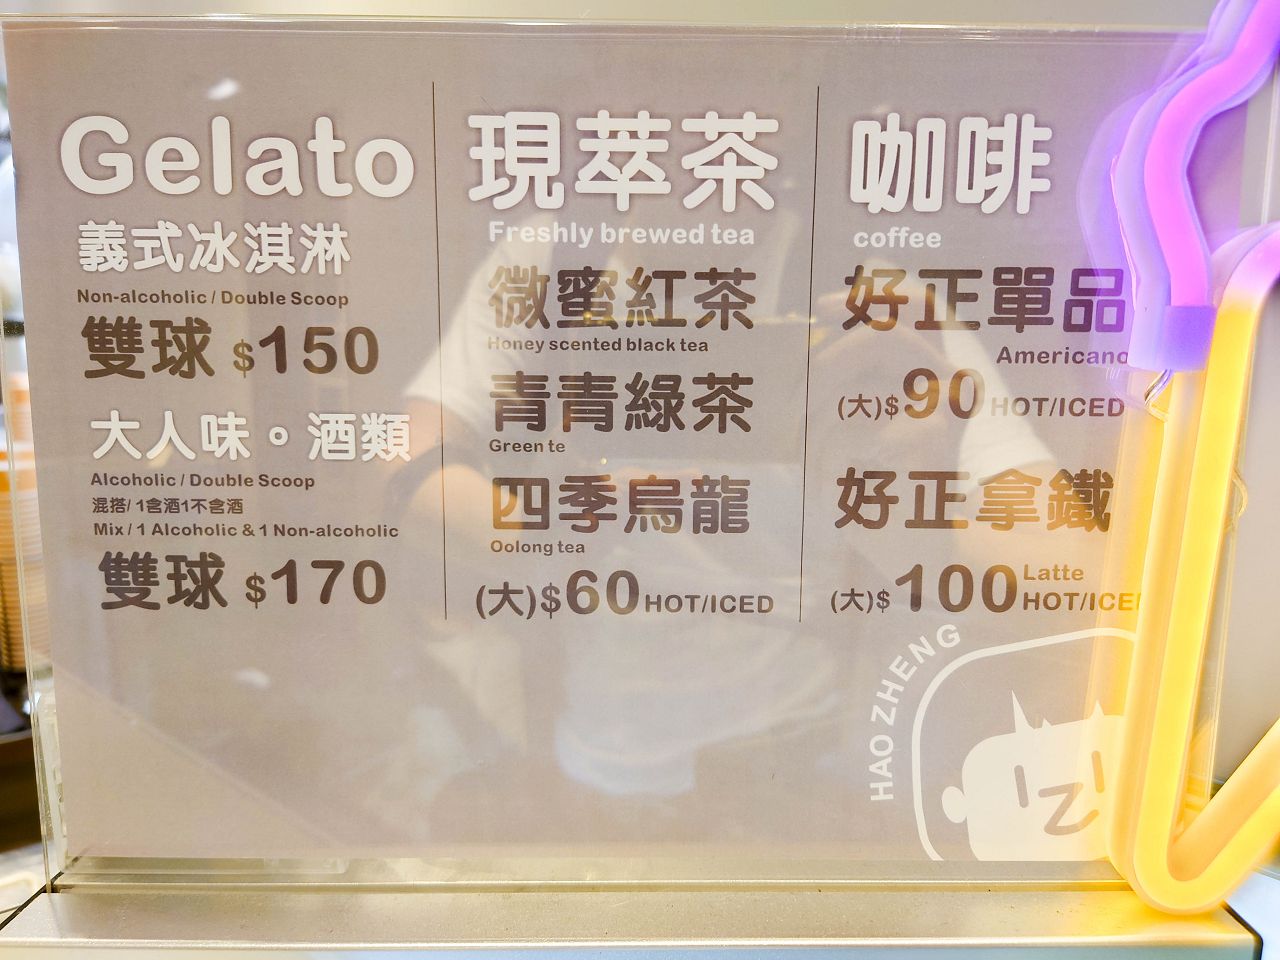 Gelato
義式冰淇淋
Non-alcoholic / Double Scoop
雙球 $150
大人味。酒類
Alcoholic / Double Scoop
混搭/ 1含酒1不含酒
Mix / 1 Alcoholic & 1 Non-alcoholic
雙球 $170
現萃茶
Freshly brewed tea
微蜜紅茶
Honey scented black tea
青青綠茶
Green te
四季烏龍
Oolong tea
(大)$60 HOT/ICED
咖啡
coffee
好正單品
Americano
(大)$90 HOT/ICED
好正拿鐵
Latte
(大)$100 HOT/ICED
HAO ZHENG